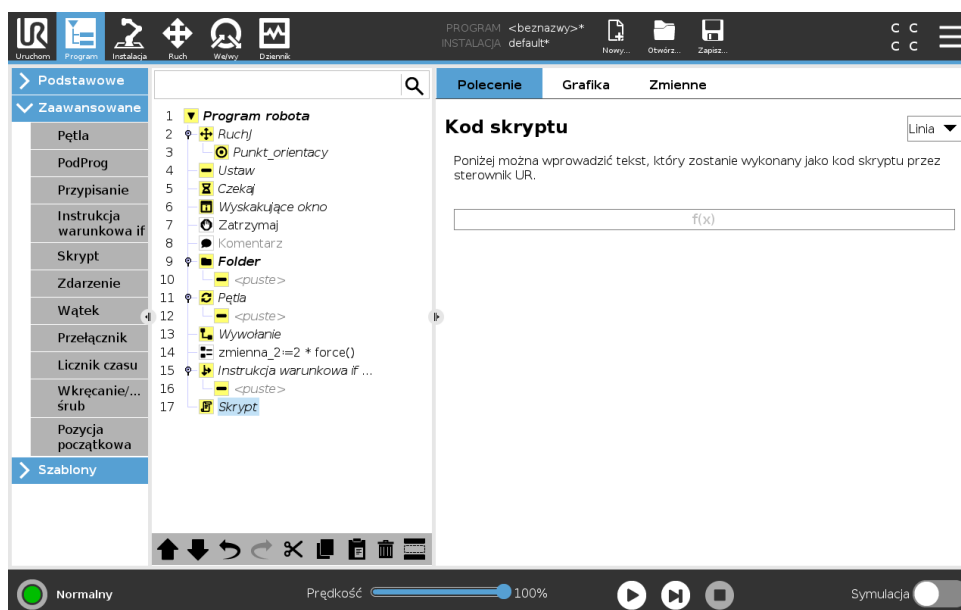 PROGRAM <beznazwy>*
INSTALACJA default*
Uruchom Program Instalacja Ruch We/wy Dziennik Nowy... Otwórz... Zapisz...
C C
C C
Podstawowe
Zaawansowane
Pętla
PodProg
Przypisanie
Instrukcja
warunkowa if
Skrypt
Zdarzenie
Wątek
Przełącznik
Licznik czasu
Wkręcanie/...
śrub
Pozycja
początkowa
Szablony
1 Program robota
2 RuchJ
3 Punkt_orientacy
4 Ustaw
5 Czekaj
6 Wyskakujące okno
7 Zatrzymaj
8 Komentarz
9 Folder
10 <puste>
11 Pętla
12 <puste>
13 Wywołanie
14 zmienna_2:=2 * force()
15 Instrukcja warunkowa if ...
16 <puste>
17 Skrypt
Polecenie Grafika Zmienne
Kod skryptu
Linia
Poniżej można wprowadzić tekst, który zostanie wykonany jako kod skryptu przez
sterownik UR.
f(x)
Normalny Prędkość 100% Symulacja